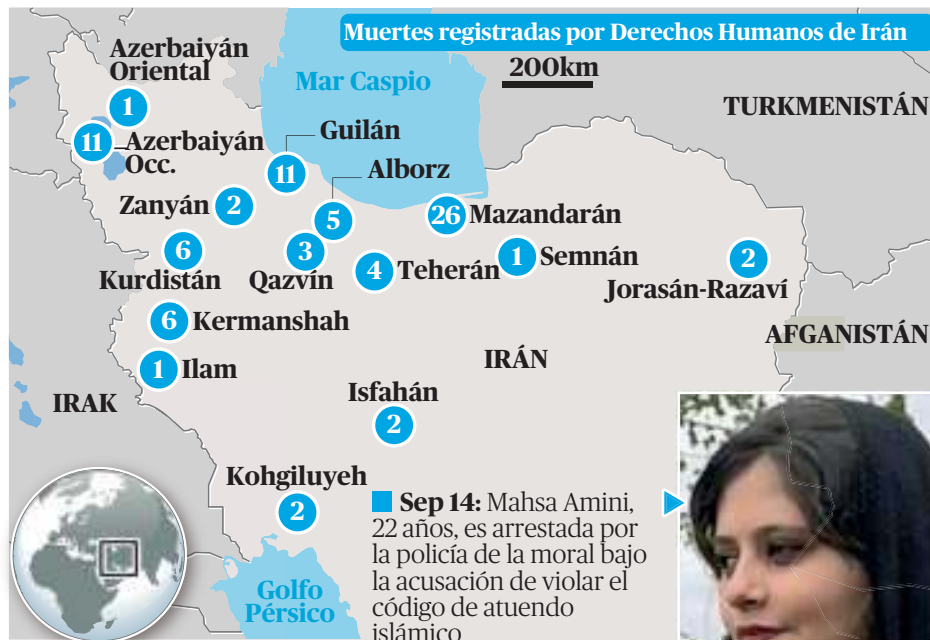 Muertes registradas por Derechos Humanos de Irán
Azerbaiyán
Oriental
1
Mar Caspio
200km
TURKMENISTÁN
11
Azerbaiyán
Occ.
Guilán
11
Alborz
5
Zanyán
2
26
Mazandarán
6
Kurdistán
3
Qazvín
4
Teherán
1
Semnán
2
Jorasán-Razaví
6
Kermanshah
AFGANISTÁN
1
Ilam
IRÁN
IRAK
Isfahán
2
Kohgiluyeh
2
Golfo
Pérsico
Sep 14: Mahsa Amini,
22 años, es arrestada por
la policía de la moral bajo
la acusación de violar el
código de atuendo
islámico